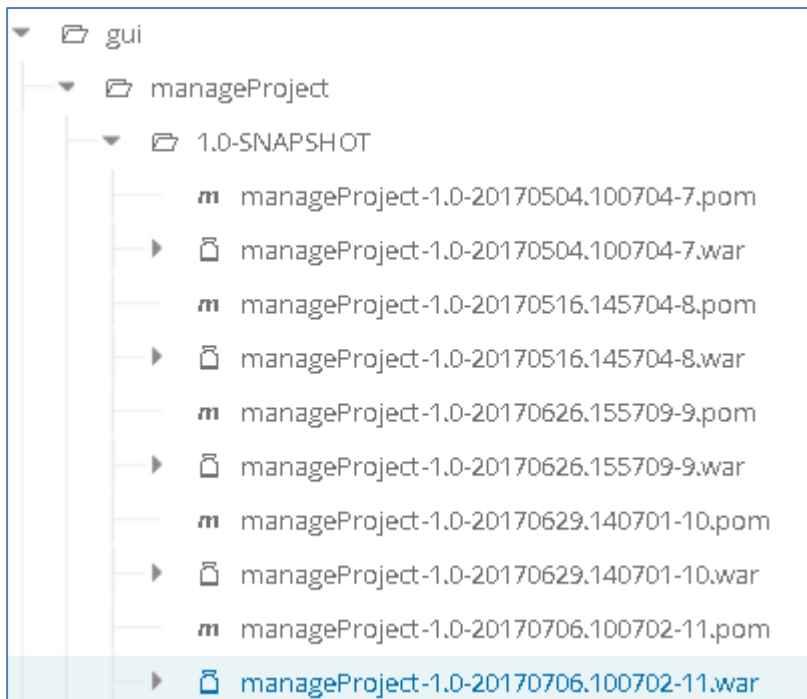 gui
manageProject
1.0-SNAPSHOT
m manageProject-1.0-20170504.100704-7.pom
manageProject-1.0-20170504.100704-7.war
m manageProject-1.0-20170516.145704-8.pom
manageProject-1.0-20170516.145704-8.war
m manageProject-1.0-20170626.155709-9.pom
manageProject-1.0-20170626.155709-9.war
m manageProject-1.0-20170629.140701-10.pom
manageProject-1.0-20170629.140701-10.war
m manageProject-1.0-20170706.100702-11.pom
manageProject-1.0-20170706.100702-11.war